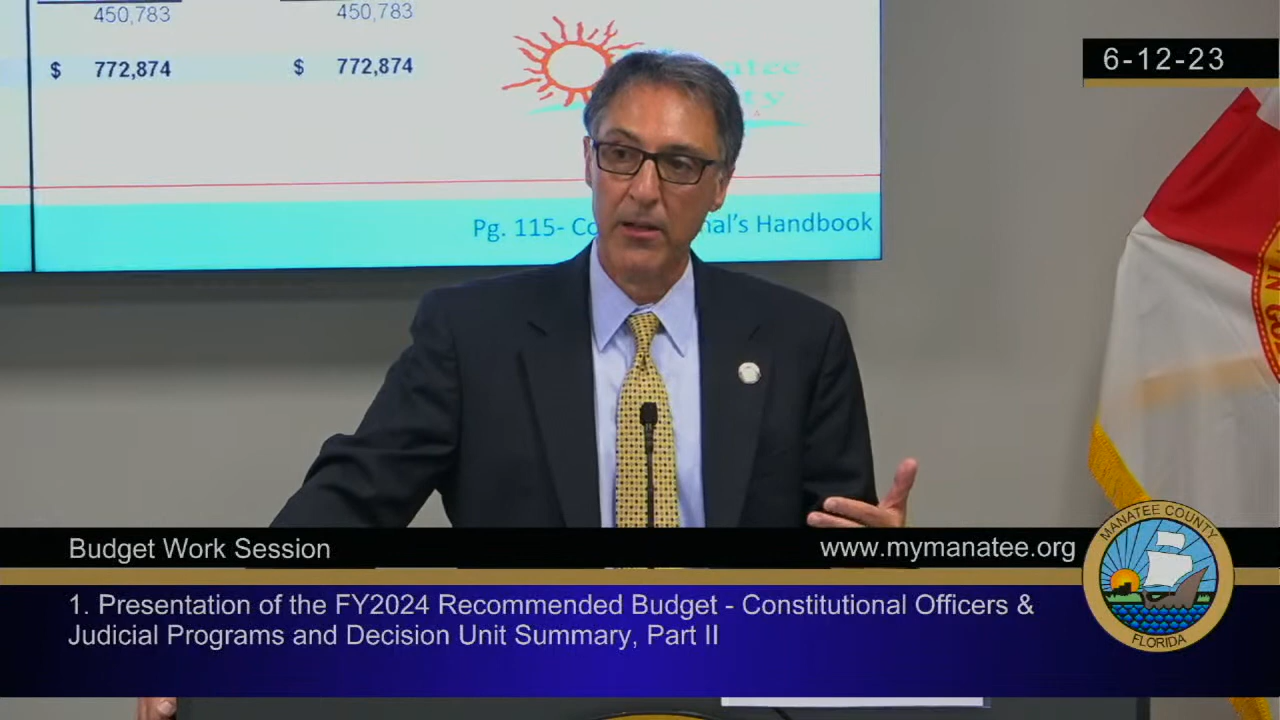 450,783 450,783
$ 772,874 $ 772,874
6-12-23
Pg. 115- Co nal's Handbook
Budget Work Session
www.mymanatee.org
1. Presentation of the FY2024 Recommended Budget - Constitutional Officers &
Judicial Programs and Decision Unit Summary, Part II
MANATEE COUNTY
FLORIDA